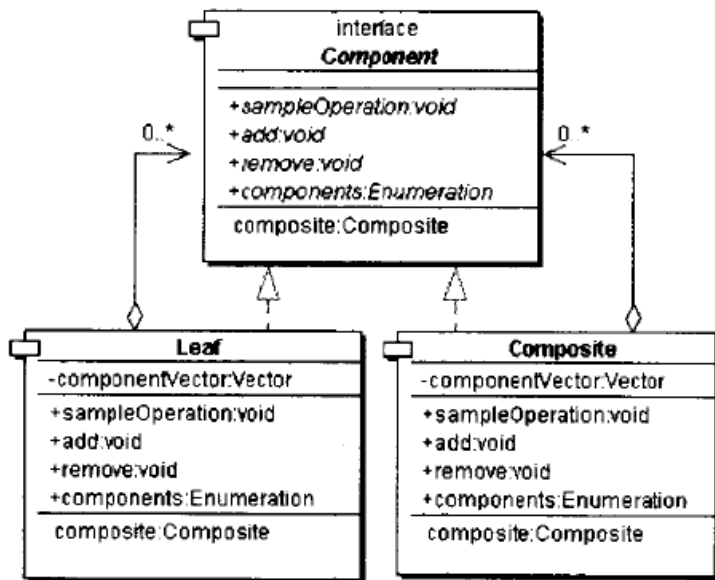 interface
Component
+sampleOperation:void
+add:void
+remove:void
+components:Enumeration
composite:Composite
0..*
0..*
Leaf
-componentVector:Vector
+sampleOperation:void
+add:void
+remove:void
+components:Enumeration
composite:Composite
Composite
-componentVector:Vector
+sampleOperation:void
+add:void
+remove:void
+components:Enumeration
composite:Composite